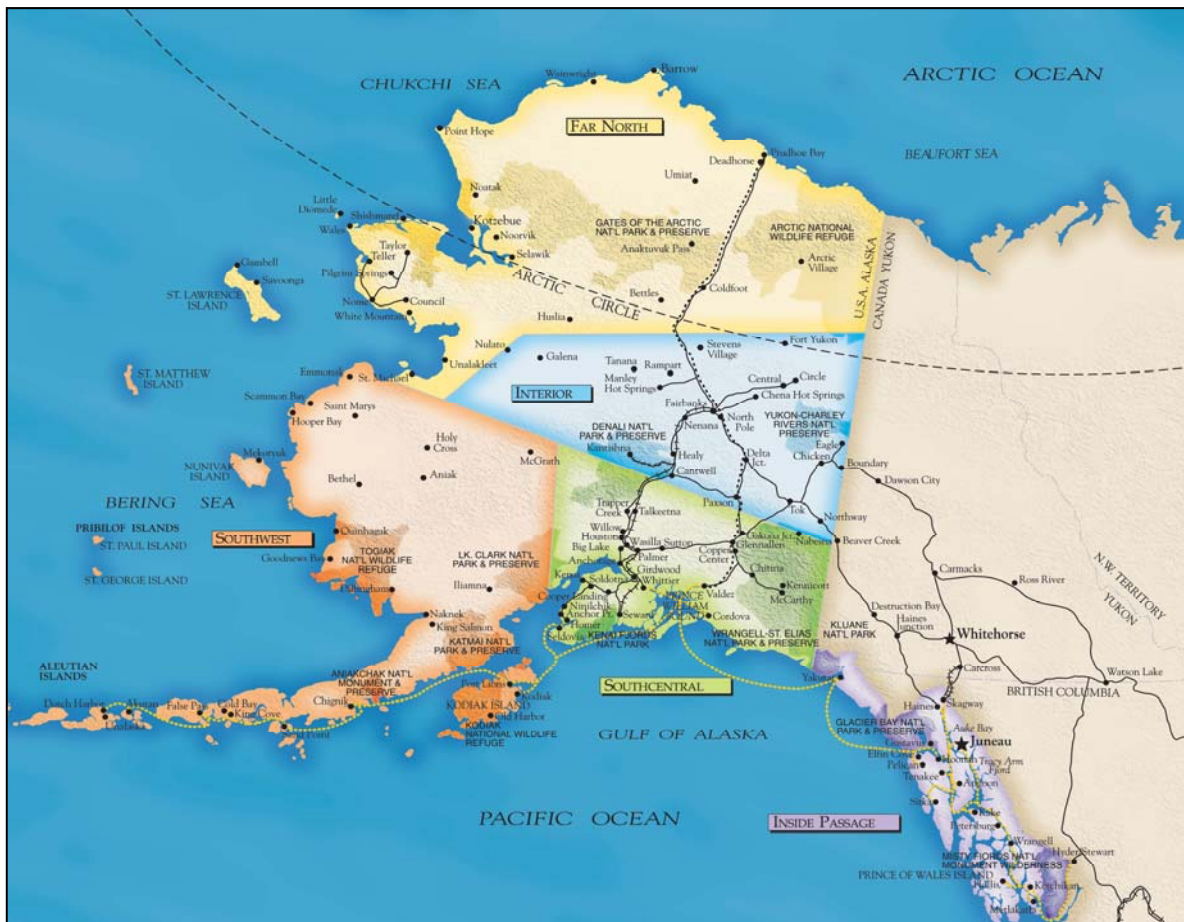 CHUKCHI SEA
ARCTIC OCEAN
BEAUFORT SEA
FAR NORTH
Wainwright
Barrow
Point Hope
Prudhoe Bay
Deadhorse
Umiat
Noatak
Kotzebue
Noorvik
Selawik
GATES OF THE ARCTIC
NAT'L PARK & PRESERVE
Anaktuvuk Pass
ARCTIC NATIONAL
WILDLIFE REFUGE
Arctic
Village
Little
Diomede
Shishmaref
Wales
Taylor
Teller
Pilgrim Springs
Nome
Council
White Mountain
Gambell
Savoonga
ST. LAWRENCE
ISLAND
ARCTIC CIRCLE
Bettles
Coldfoot
Huslia
U.S.A. ALASKA
CANADA YUKON
Nulato
Unalakleet
St. Michael
Emmonak
ST. MATTHEW
ISLAND
Galena
INTERIOR
Tanana
Rampart
Manley
Hot Springs
Stevens
Village
Fort Yukon
Central
Circle
Chena Hot Springs
Fairbanks
North
Pole
Nenana
YUKON-CHARLEY
RIVERS NAT'L
PRESERVE
DENALI NAT'L
PARK & PRESERVE
Kantishna
Healy
Cantwell
Delta
Jct.
Eagle
Chicken
Boundary
Dawson City
Paxson
Tok
Northway
Beaver Creek
Scammon Bay
Hooper Bay
Saint Marys
Holy
Cross
McGrath
Mekoryuk
NUNIVAK
ISLAND
Bethel
Aniak
BERING SEA
PRIBILOF ISLANDS
ST. PAUL ISLAND
ST. GEORGE ISLAND
SOUTHWEST
Quinhagak
Goodnews Bay
TOGIAK
NAT'L WILDLIFE
REFUGE
Dillingham
LK. CLARK NAT'L
PARK & PRESERVE
Iliamna
Naknek
King Salmon
KATMAI NAT'L
PARK & PRESERVE
Trapper
Creek
Talkeetna
Willow
Houston
Big Lake
Wasilla
Sutton
Palmer
Anchorage
Girdwood
Whittier
Kenai
Soldotna
Cooper Landing
Ninilchik
Anchor Pt.
Homer
Seldovia
Seward
KENAI FJORDS
NAT'L PARK
Gakona Jct.
Glennallen
Copper
Center
Nabesna
Chitina
Kennicott
McCarthy
Valdez
PRINCE
WILLIAM
SOUND
Cordova
WRANGELL-ST. ELIAS
NAT'L PARK & PRESERVE
KLUANE
NAT'L PARK
Destruction Bay
Haines
Junction
Carmacks
Ross River
N.W. TERRITORY
YUKON
Whitehorse
Carcross
Watson Lake
BRITISH COLUMBIA
ALEUTIAN
ISLANDS
Dutch Harbor
Unalaska
Akutan
False Pass
Cold Bay
King Cove
Sand Point
Chignik
ANIAKCHAK NAT'L
MONUMENT &
PRESERVE
Port Lions
Kodiak
KODIAK ISLAND
Old Harbor
KODIAK
NATIONAL WILDLIFE
REFUGE
SOUTHCENTRAL
GULF OF ALASKA
PACIFIC OCEAN
Yakutat
Haines
Skagway
GLACIER BAY NAT'L
PARK & PRESERVE
Auke Bay
Juneau
Gustavus
Elfin Cove
Pelican
Hoonah
Tracy Arm
Fjord
Tenakee
Angoon
Sitka
Kake
Petersburg
INSIDE PASSAGE
Wrangell
Hyder
Stewart
MISTY FJORDS NAT'L
MONUMENT WILDERNESS
PRINCE OF WALES ISLAND
Hollis
Ketchikan
Metlakatla